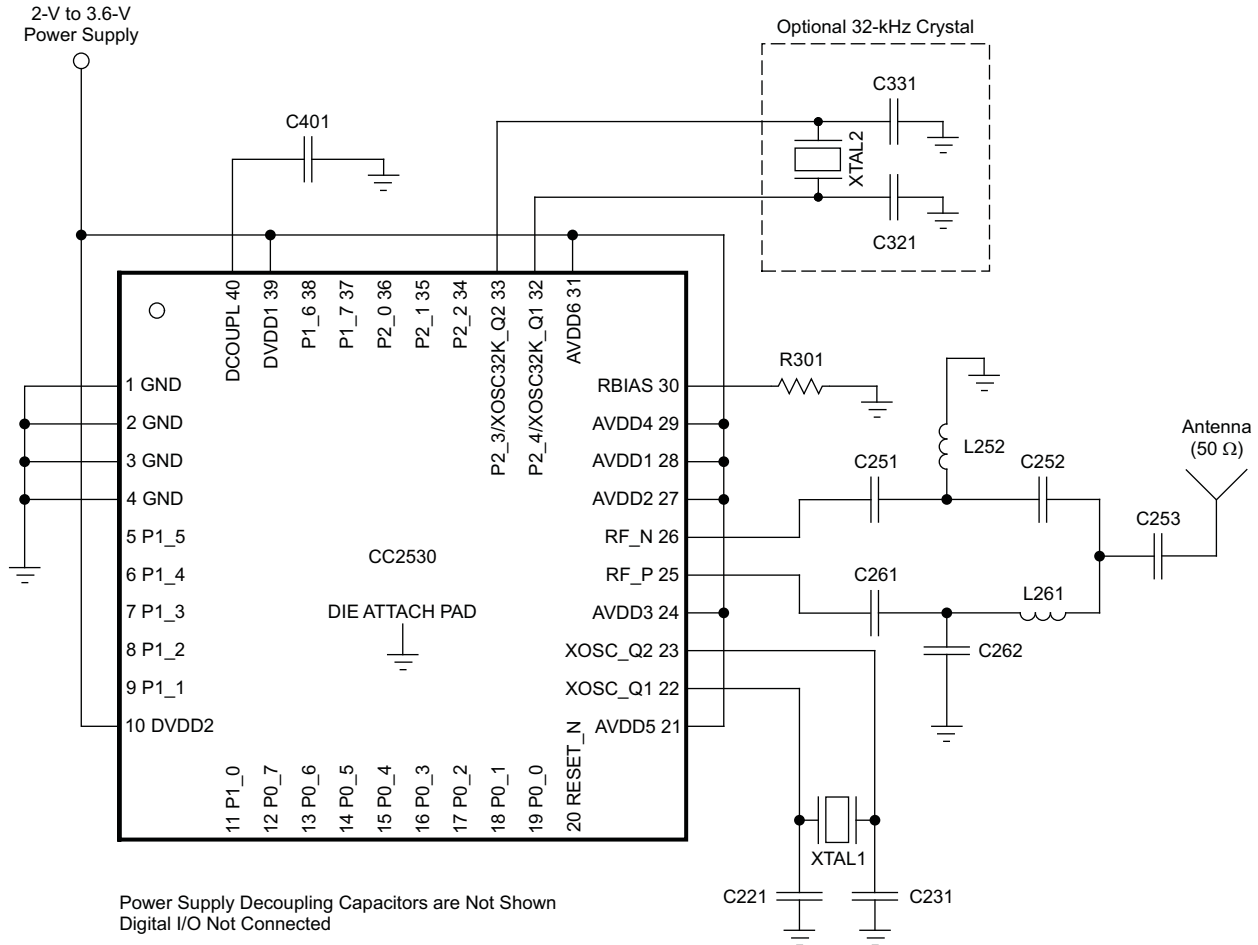 2-V to 3.6-V
Power Supply
Optional 32-kHz Crystal
C331
C401
XTAL2
C321
DCOUPL 40
DVDD1 39
P1_6 38
P1_7 37
P2_0 36
P2_1 35
P2_2 34
P2_3/XOSC32K_Q2 33
P2_4/XOSC32K_Q1 32
AVDD6 31
1 GND
2 GND
3 GND
4 GND
5 P1_5
6 P1_4
7 P1_3
8 P1_2
9 P1_1
10 DVDD2
CC2530
DIE ATTACH PAD
RBIAS 30
AVDD4 29
AVDD1 28
AVDD2 27
RF_N 26
RF_P 25
AVDD3 24
XOSC_Q2 23
XOSC_Q1 22
AVDD5 21
11 P1_0
12 P0_7
13 P0_6
14 P0_5
15 P0_4
16 P0_3
17 P0_2
18 P0_1
19 P0_0
20 RESET_N
R301
L252
C251
C252
Antenna
(50 Ω)
C253
C261
L261
C262
XTAL1
C221
C231
Power Supply Decoupling Capacitors are Not Shown
Digital I/O Not Connected